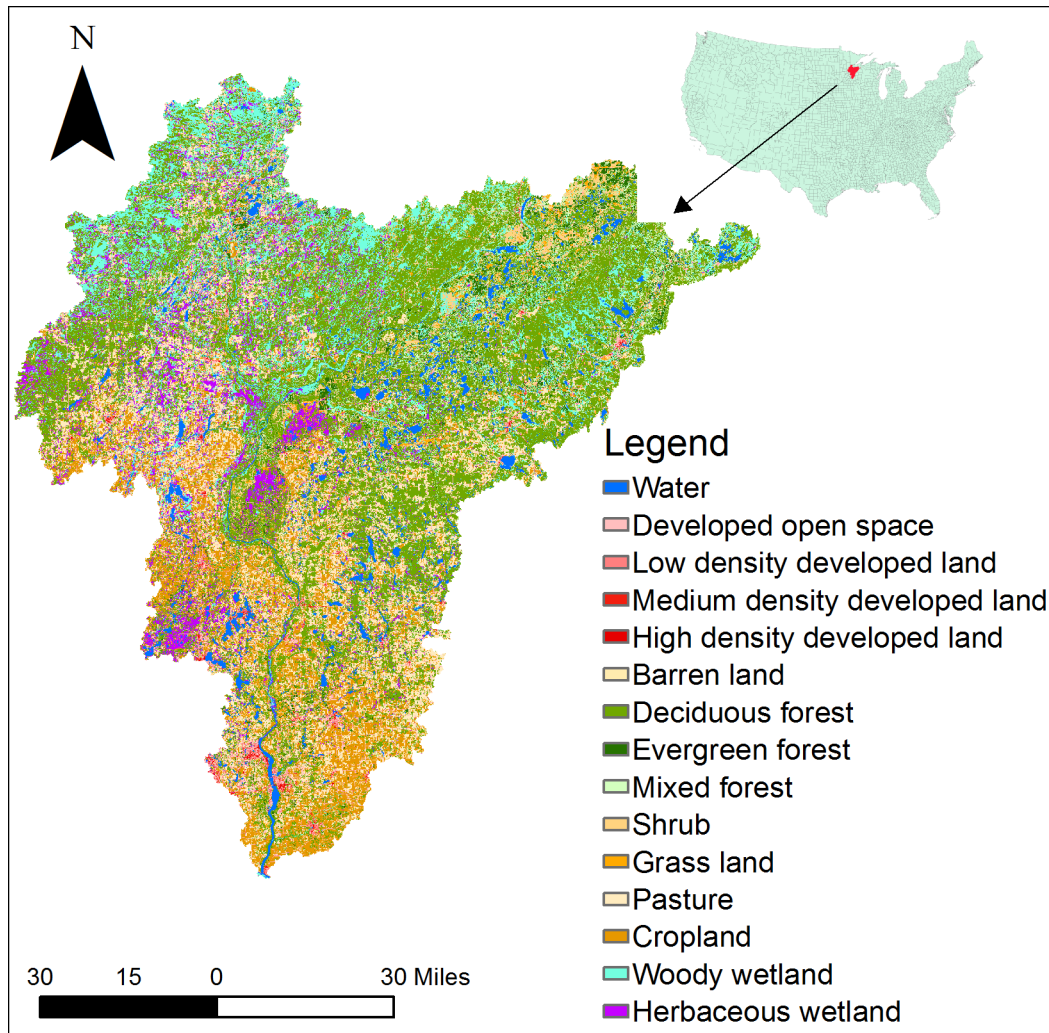 N
Legend
Water
Developed open space
Low density developed land
Medium density developed land
High density developed land
Barren land
Deciduous forest
Evergreen forest
Mixed forest
Shrub
Grass land
Pasture
Cropland
Woody wetland
Herbaceous wetland
30 15 0 30 Miles